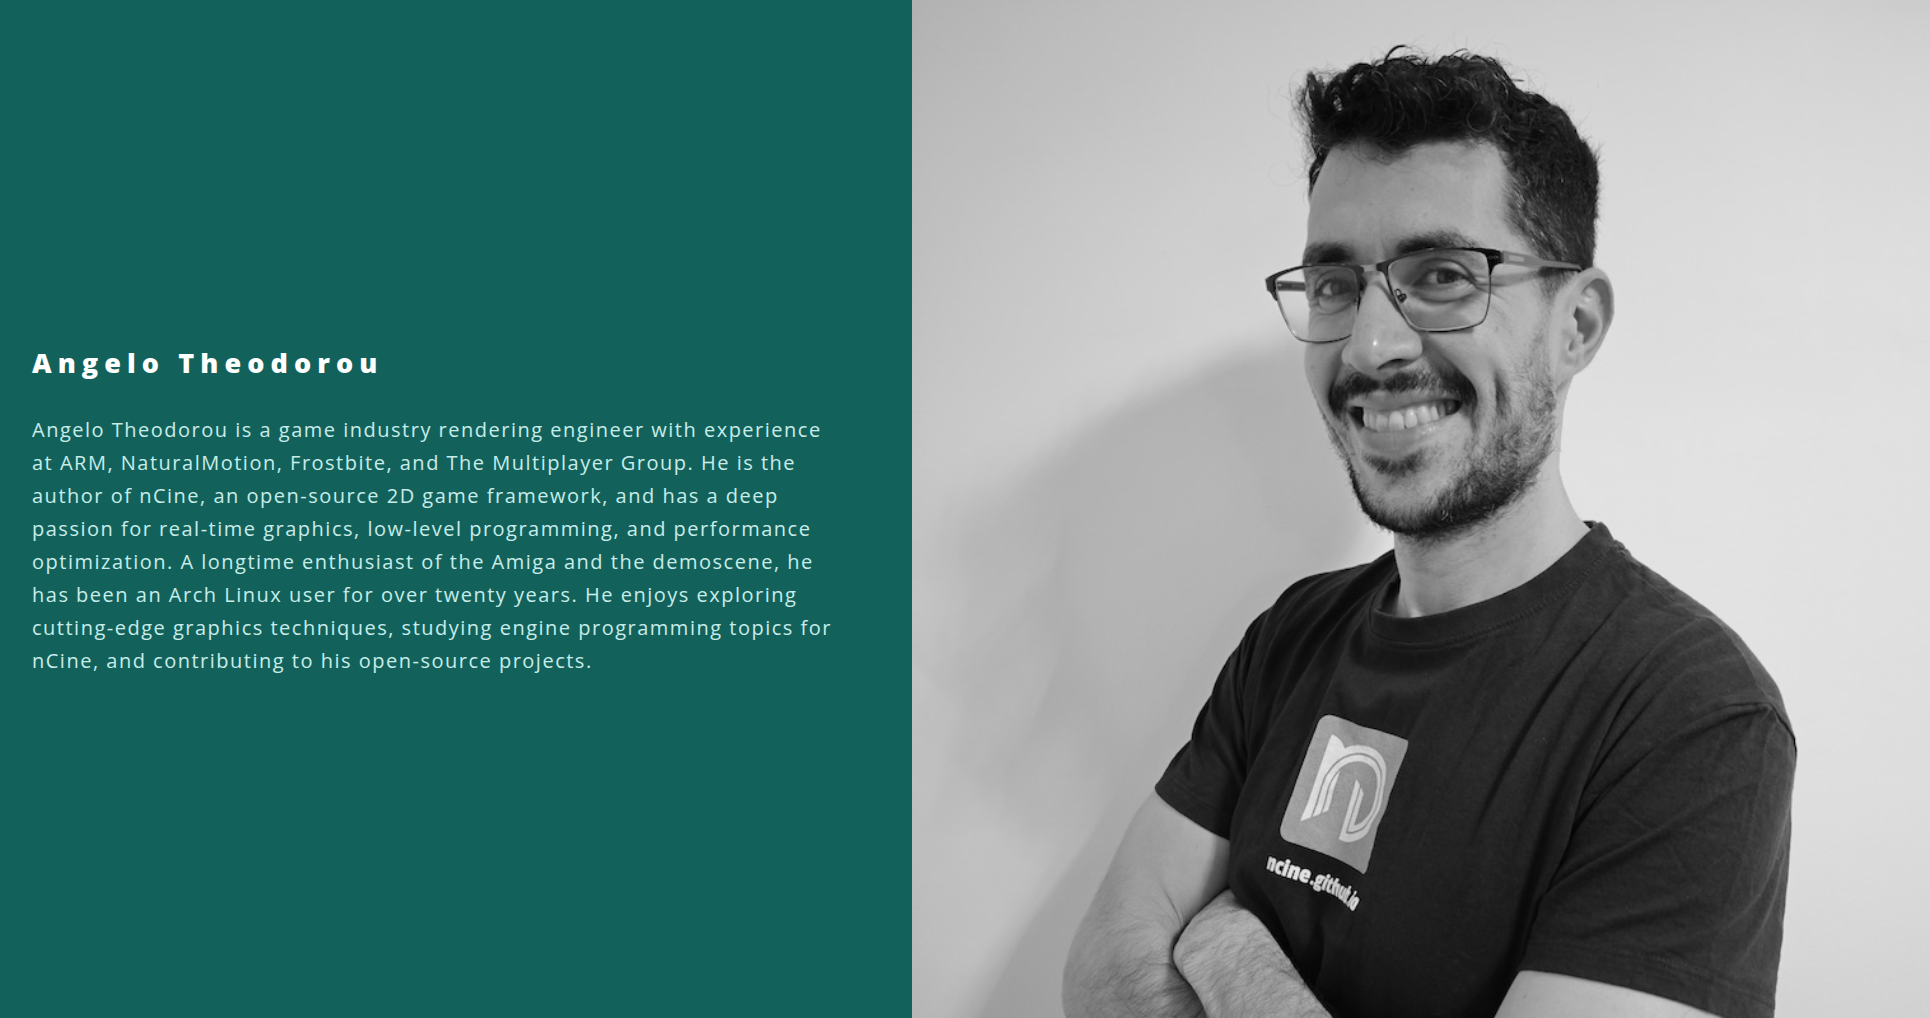 Angelo Theodorou
Angelo Theodorou is a game industry rendering engineer with experience
at ARM, NaturalMotion, Frostbite, and The Multiplayer Group. He is the
author of nCine, an open-source 2D game framework, and has a deep
passion for real-time graphics, low-level programming, and performance
optimization. A longtime enthusiast of the Amiga and the demoscene, he
has been an Arch Linux user for over twenty years. He enjoys exploring
cutting-edge graphics techniques, studying engine programming topics for
nCine, and contributing to his open-source projects.
n
ncine.github.io